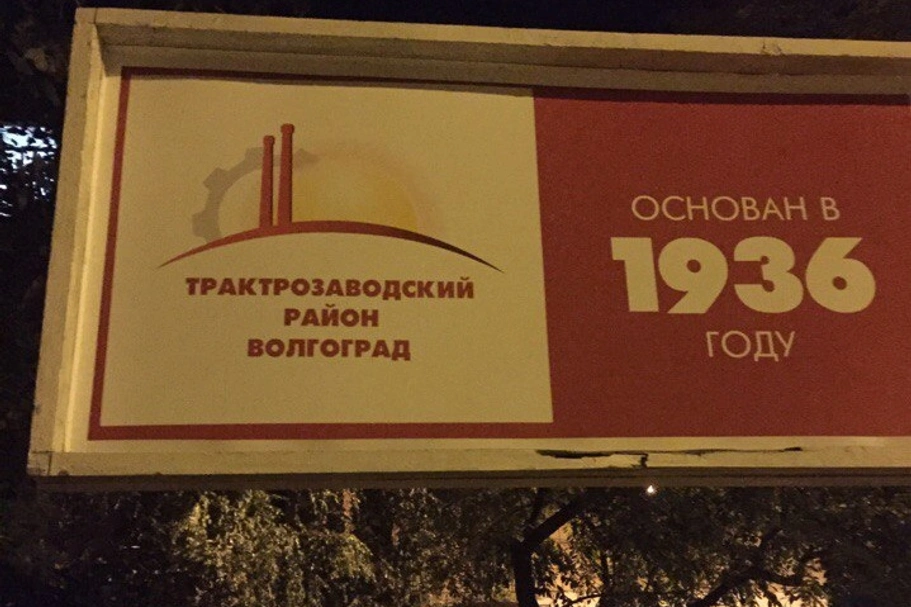 ТРАКТРОЗАВОДСКИЙ
РАЙОН
ВОЛГОГРАД
ОСНОВАН В
1936
ГОДУ